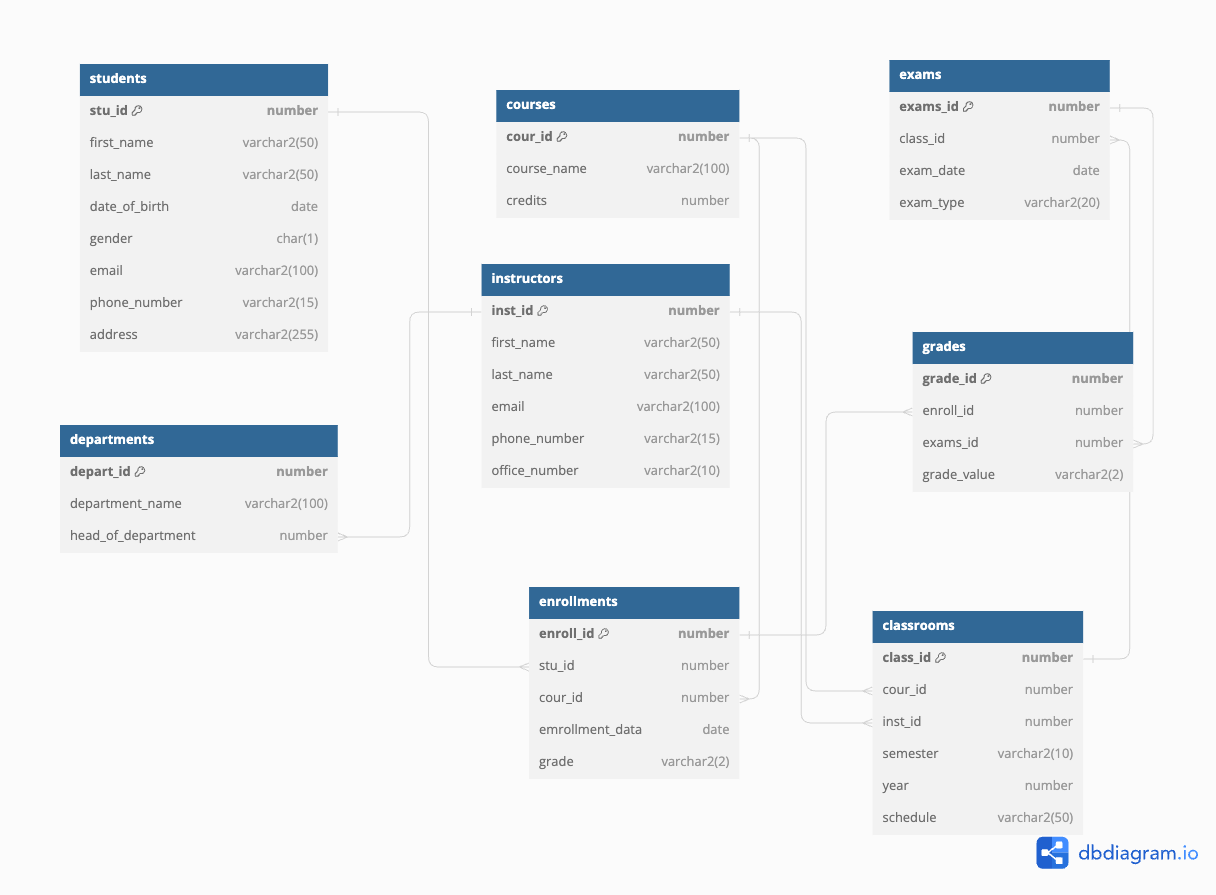 students
stu_id number
first_name varchar2(50)
last_name varchar2(50)
date_of_birth date
gender char(1)
email varchar2(100)
phone_number varchar2(15)
address varchar2(255)
departments
depart_id number
department_name varchar2(100)
head_of_department number
courses
cour_id number
course_name varchar2(100)
credits number
instructors
inst_id number
first_name varchar2(50)
last_name varchar2(50)
email varchar2(100)
phone_number varchar2(15)
office_number varchar2(10)
enrollments
enroll_id number
stu_id number
cour_id number
emrollment_data date
grade varchar2(2)
exams
exams_id number
class_id number
exam_date date
exam_type varchar2(20)
grades
grade_id number
enroll_id number
exams_id number
grade_value varchar2(2)
classrooms
class_id number
cour_id number
inst_id number
semester varchar2(10)
year number
schedule varchar2(50)
dbdiagram.io